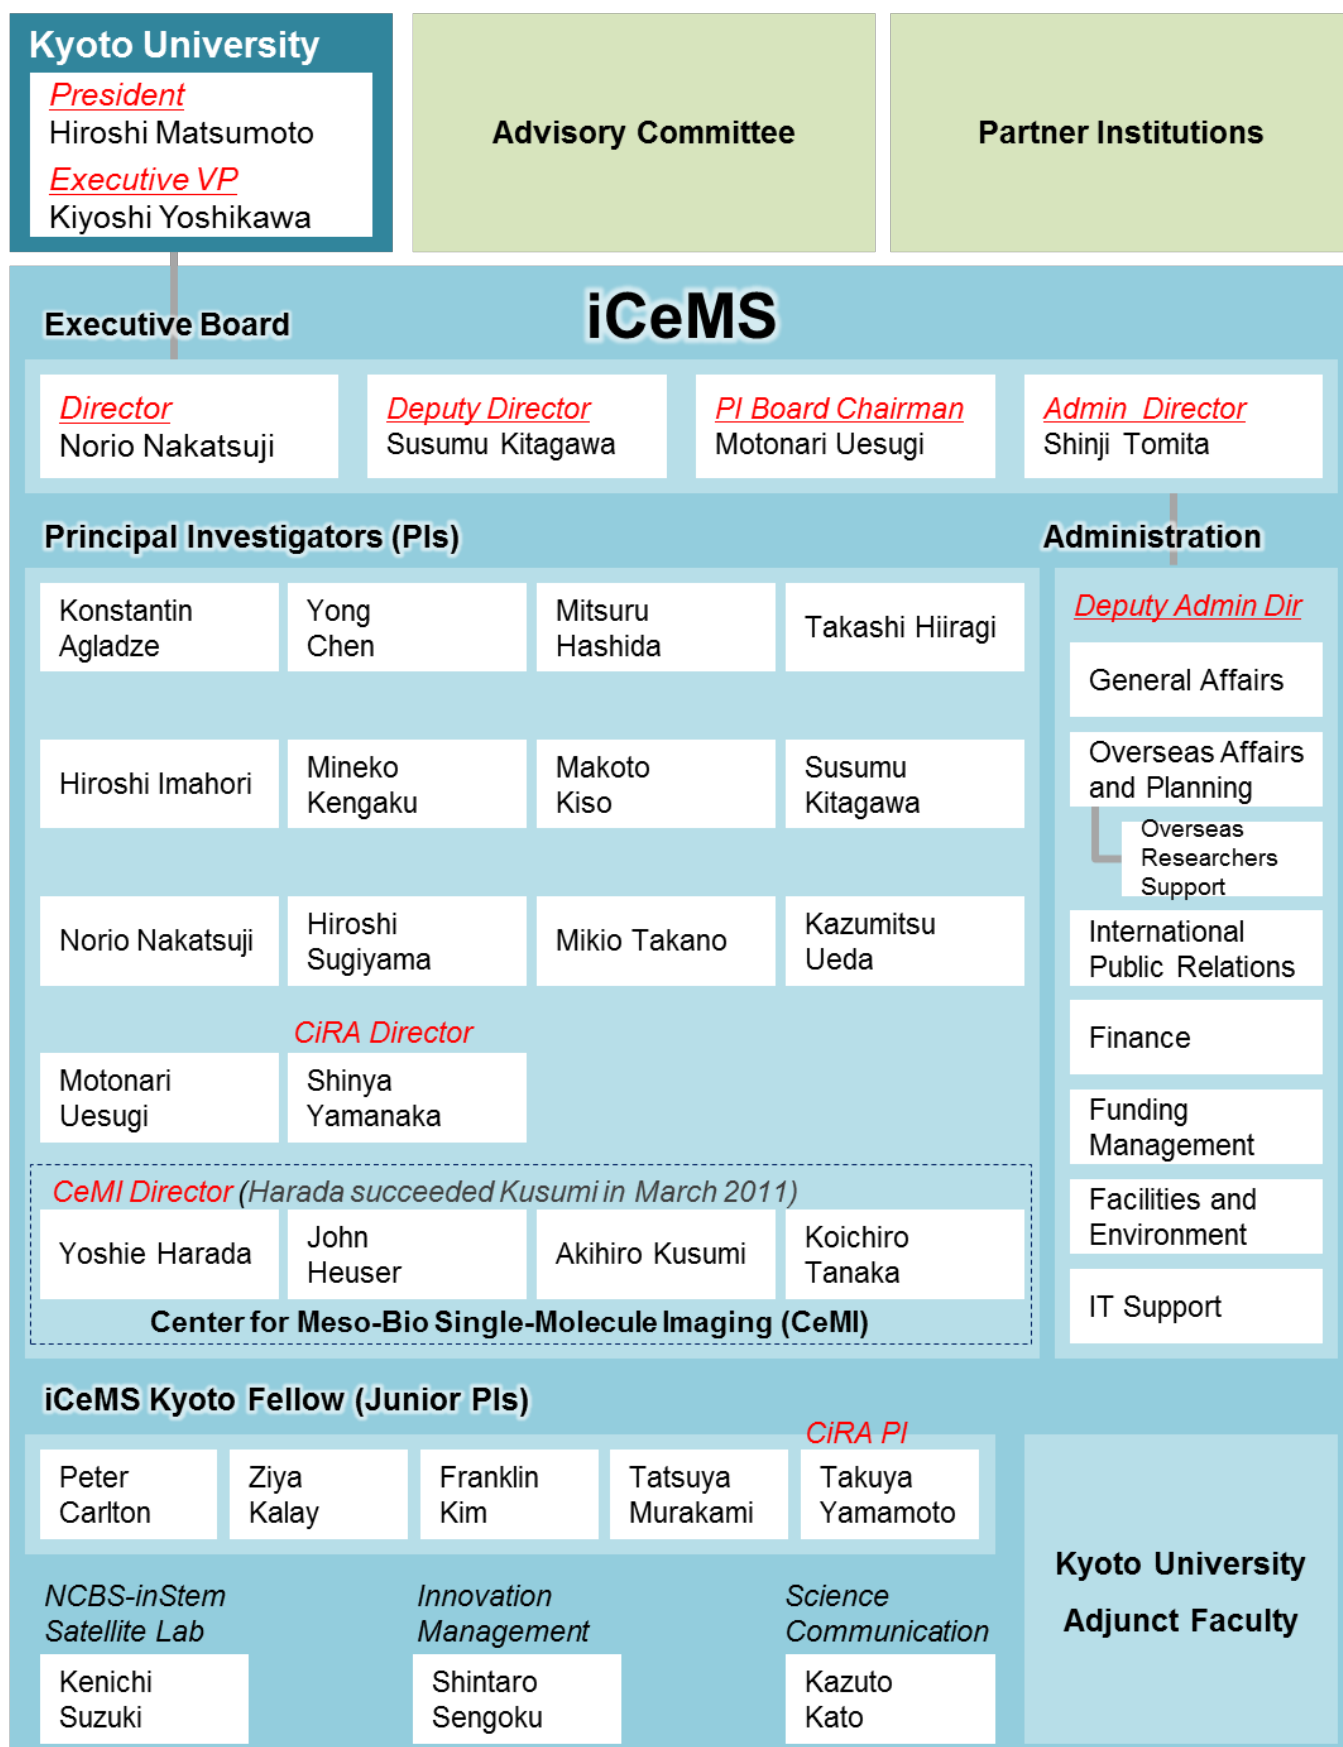 Kyoto University
President
Hiroshi Matsumoto
Executive VP
Kiyoshi Yoshikawa
Advisory Committee
Partner Institutions
iCeMS
Executive Board
Director
Norio Nakatsuji
Deputy Director
Susumu Kitagawa
PI Board Chairman
Motonari Uesugi
Admin Director
Shinji Tomita
Principal Investigators (PIs)
Konstantin
Agladze
Yong
Chen
Mitsuru
Hashida
Takashi Hiiragi
Hiroshi Imahori
Mineko
Kengaku
Makoto
Kiso
Susumu
Kitagawa
Norio Nakatsuji
Hiroshi
Sugiyama
Mikio Takano
Kazumitsu
Ueda
Motonari
Uesugi
CiRA Director
Shinya
Yamanaka
CeMI Director (Harada succeeded Kusumi in March 2011)
Yoshie Harada
John
Heuser
Akihiro Kusumi
Koichiro
Tanaka
Center for Meso-Bio Single-Molecule Imaging (CeMI)
Administration
Deputy Admin Dir
General Affairs
Overseas Affairs
and Planning
Overseas
Researchers
Support
International
Public Relations
Finance
Funding
Management
Facilities and
Environment
IT Support
iCeMS Kyoto Fellow (Junior PIs)
Peter
Carlton
Ziya
Kalay
Franklin
Kim
Tatsuya
Murakami
CiRA PI
Takuya
Yamamoto
NCBS-inStem
Satellite Lab
Kenichi
Suzuki
Innovation
Management
Shintaro
Sengoku
Science
Communication
Kazuto
Kato
Kyoto University
Adjunct Faculty